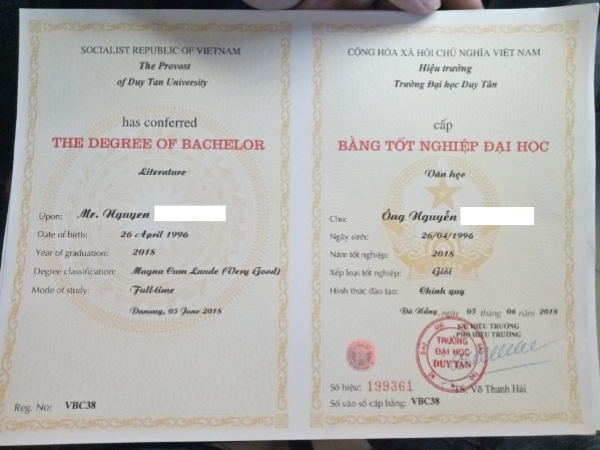 SOCIALIST REPUBLIC OF VIETNAM
The Provost
of Duy Tan University
has conferred
THE DEGREE OF BACHELOR
Literature
Upon: Mr. Nguyen
Date of birth: 26 April 1996
Year of graduation: 2018
Degree classification: Magna Cum Laude (Very Good)
Mode of study: Full-time
Danang, 05 June 2018
Reg. No: VBC38
CỘNG HÒA XÃ HỘI CHỦ NGHĨA VIỆT NAM
Hiệu trưởng
Trường Đại học Duy Tân
cấp
BẰNG TỐT NGHIỆP ĐẠI HỌC
Văn học
Cho: Ông Nguyễn
Ngày sinh: 26/04/1996
Năm tốt nghiệp: 2018
Xếp loại tốt nghiệp: Giỏi
Hình thức đào tạo: Chính quy
Đà Nẵng, ngày 05 tháng 06 năm 2018
KT. HIỆU TRƯỞNG
PHÓ HIỆU TRƯỞNG
TRƯỜNG
ĐẠI HỌC
DUY TÂN
TS. Võ Thanh Hải
Số hiệu: 199361
Số vào sổ cấp bằng: VBC38